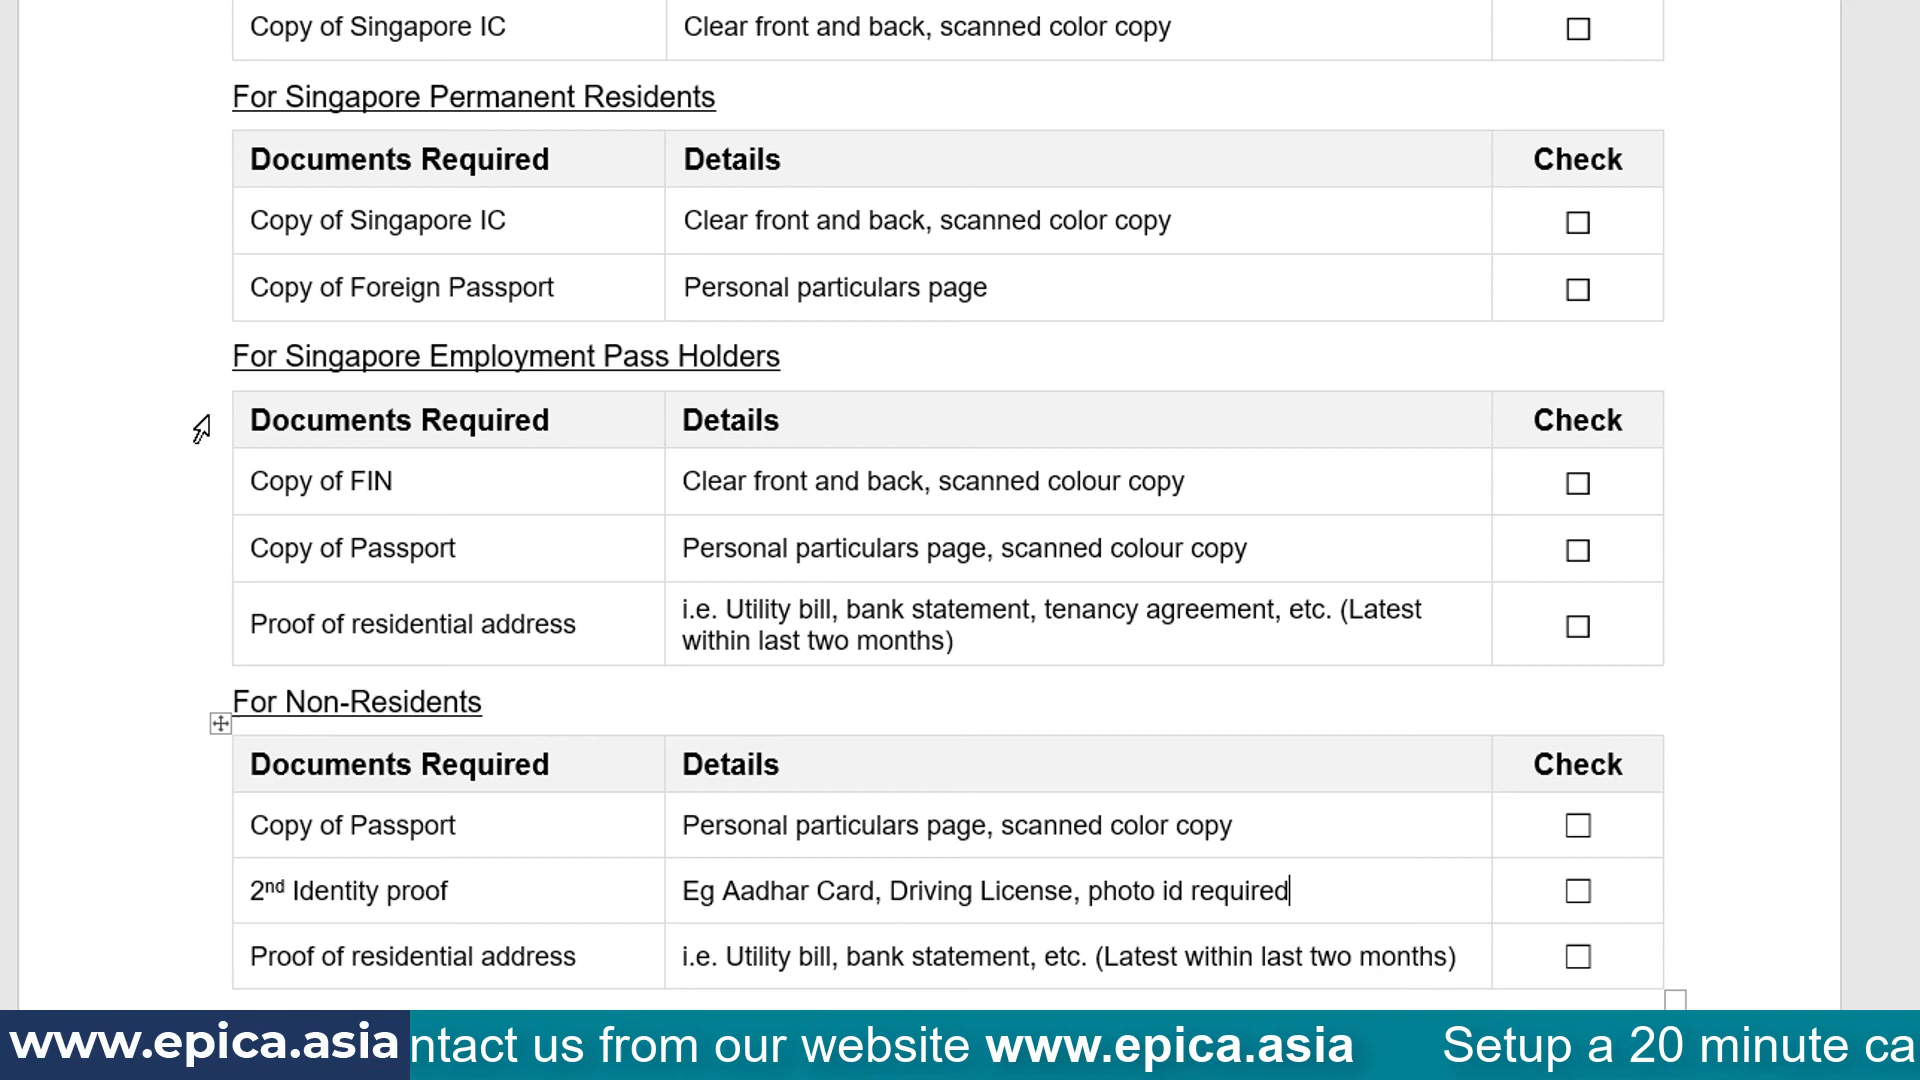 Copy of Singapore IC Clear front and back, scanned color copy ☐
For Singapore Permanent Residents
Documents Required Details Check
Copy of Singapore IC Clear front and back, scanned color copy ☐
Copy of Foreign Passport Personal particulars page ☐
For Singapore Employment Pass Holders
Documents Required Details Check
Copy of FIN Clear front and back, scanned colour copy ☐
Copy of Passport Personal particulars page, scanned colour copy ☐
Proof of residential address i.e. Utility bill, bank statement, tenancy agreement, etc. (Latest
within last two months) ☐
For Non-Residents
Documents Required Details Check
Copy of Passport Personal particulars page, scanned color copy ☐
2nd Identity proof Eg Aadhar Card, Driving License, photo id required ☐
Proof of residential address i.e. Utility bill, bank statement, etc. (Latest within last two months) ☐
www.epica.asia ntact us from our website www.epica.asia Setup a 20 minute ca